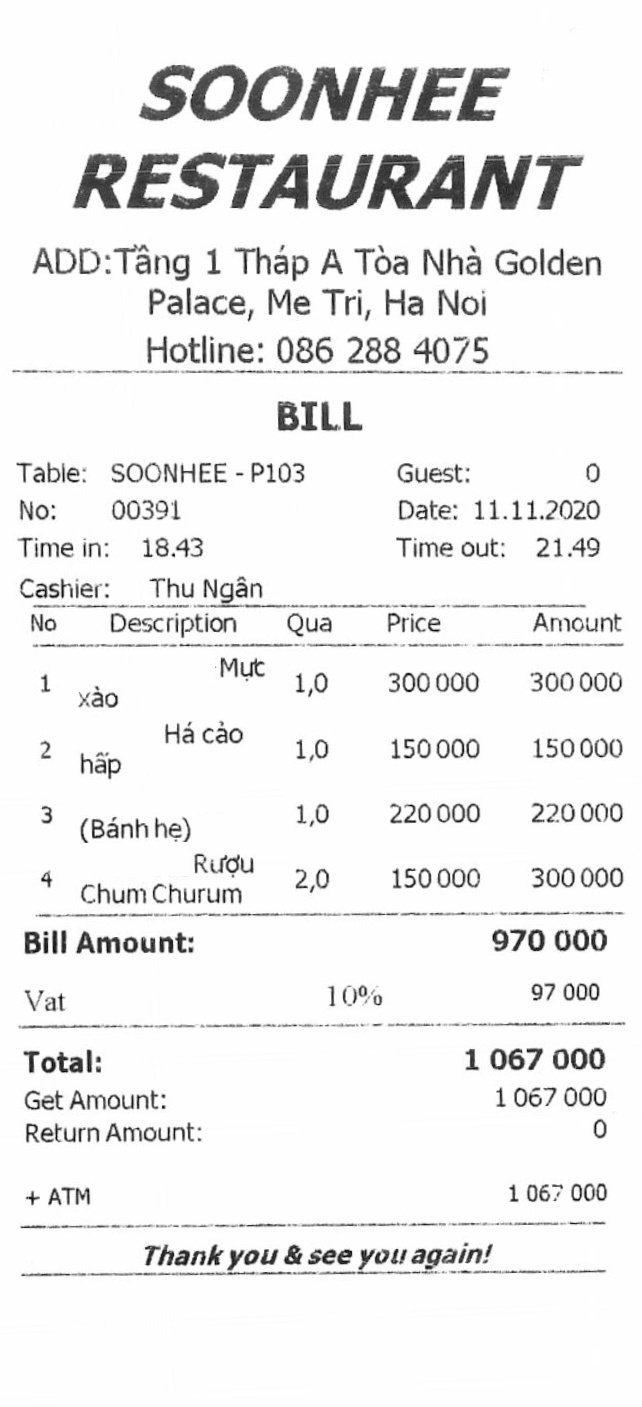 SOONHEE
RESTAURANT
ADD:Tầng 1 Tháp A Tòa Nhà Golden
Palace, Me Tri, Ha Noi
Hotline: 086 288 4075
BILL
Table: SOONHEE - P103 Guest: 0
No: 00391 Date: 11.11.2020
Time in: 18.43 Time out: 21.49
Cashier: Thu Ngân
No Description Qua Price Amount
1 Mực xào 1,0 300 000 300 000
2 Há cảo hấp 1,0 150 000 150 000
3 (Bánh hẹ) 1,0 220 000 220 000
4 Rượu Chum Churum 2,0 150 000 300 000
Bill Amount: 970 000
Vat 10% 97 000
Total: 1 067 000
Get Amount: 1 067 000
Return Amount: 0
+ ATM 1 067 000
Thank you & see you again!